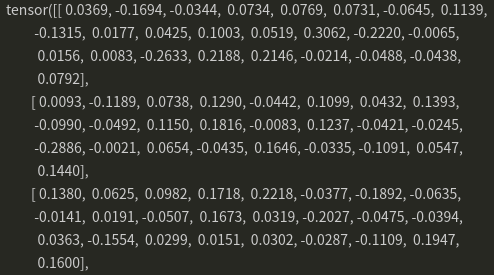 tensor([[ 0.0369, -0.1694, -0.0344, 0.0734, 0.0769, 0.0731, -0.0645, 0.1139,
-0.1315, 0.0177, 0.0425, 0.1003, 0.0519, 0.3062, -0.2220, -0.0065,
0.0156, 0.0083, -0.2633, 0.2188, 0.2146, -0.0214, -0.0488, -0.0438,
0.0792],
[ 0.0093, -0.1189, 0.0738, 0.1290, -0.0442, 0.1099, 0.0432, 0.1393,
-0.0990, -0.0492, 0.1150, 0.1816, -0.0083, 0.1237, -0.0421, -0.0245,
-0.2886, -0.0021, 0.0654, -0.0435, 0.1646, -0.0335, -0.1091, 0.0547,
0.1440],
[ 0.1380, 0.0625, 0.0982, 0.1718, 0.2218, -0.0377, -0.1892, -0.0635,
-0.0141, 0.0191, -0.0507, 0.1673, 0.0319, -0.2027, -0.0475, -0.0394,
0.0363, -0.1554, 0.0299, 0.0151, 0.0302, -0.0287, -0.1109, 0.1947,
0.1600],